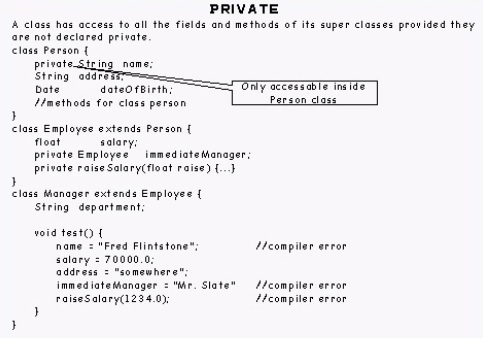 PRIVATE
A class has access to all the fields and methods of its super classes provided they
are not declared private.
class Person {
private String name;
String address;
Date dateOfBirth;
//methods for class person
}
Only accessable inside
Person class
class Employee extends Person {
float salary;
private Employee immediateManager;
private raiseSalary(float raise) {...}
}
class Manager extends Employee {
String department;
void test() {
name = "Fred Flintstone"; //compiler error
salary = 70000.0;
address = "somewhere";
immediateManager = "Mr. Slate" //compiler error
raiseSalary(1234.0); //compiler error
}
}